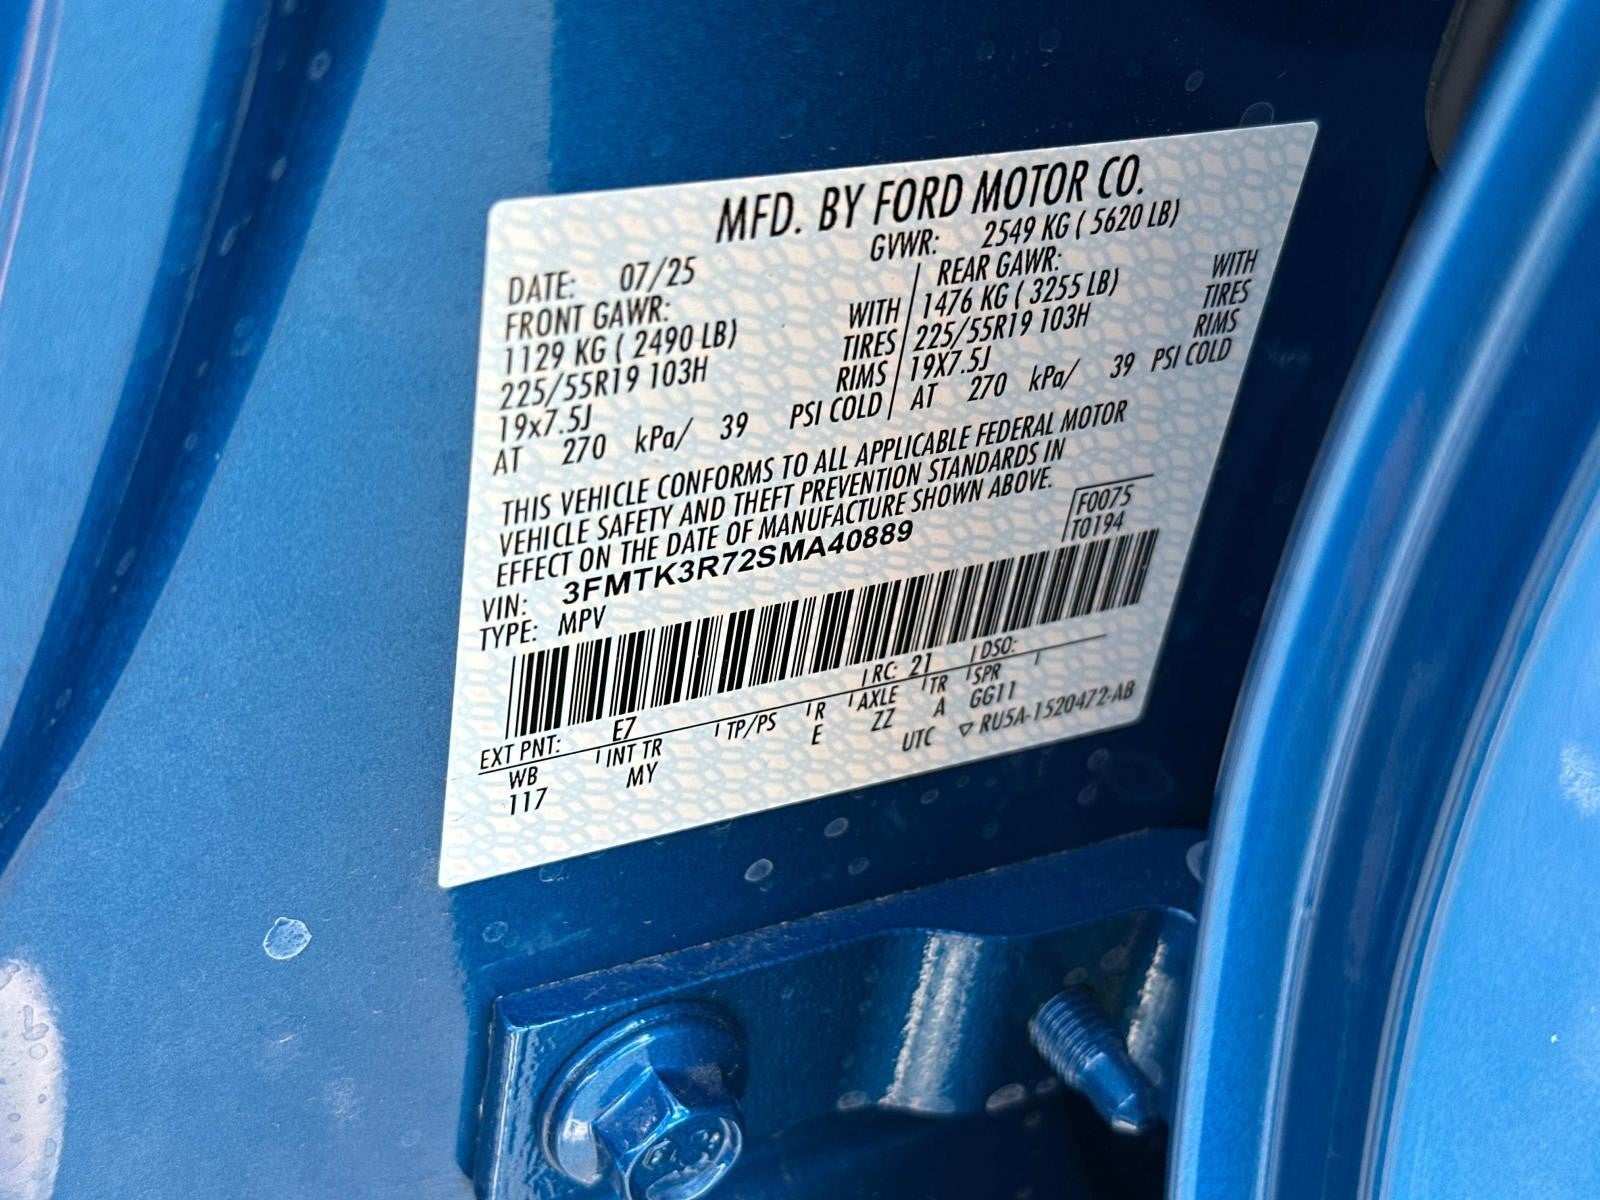 MFD. BY FORD MOTOR CO.
DATE: 07/25 GVWR: 2549 KG ( 5620 LB)
FRONT GAWR: REAR GAWR:
1129 KG ( 2490 LB) WITH 1476 KG ( 3255 LB) WITH
225/55R19 103H TIRES 225/55R19 103H TIRES
19x7.5J RIMS 19X7.5J RIMS
AT 270 kPa/ 39 PSI COLD AT 270 kPa/ 39 PSI COLD
THIS VEHICLE CONFORMS TO ALL APPLICABLE FEDERAL MOTOR
VEHICLE SAFETY AND THEFT PREVENTION STANDARDS IN
EFFECT ON THE DATE OF MANUFACTURE SHOWN ABOVE.
F0075
VIN: 3FMTK3R72SMA40889 T0194
TYPE: MPV
EXT PNT: E7 RC: 21 DSO:
WB INT TR TP/PS R AXLE TR SPR
117 MY E ZZ A GG11
UTC ▽ RU5A-1520472-AB